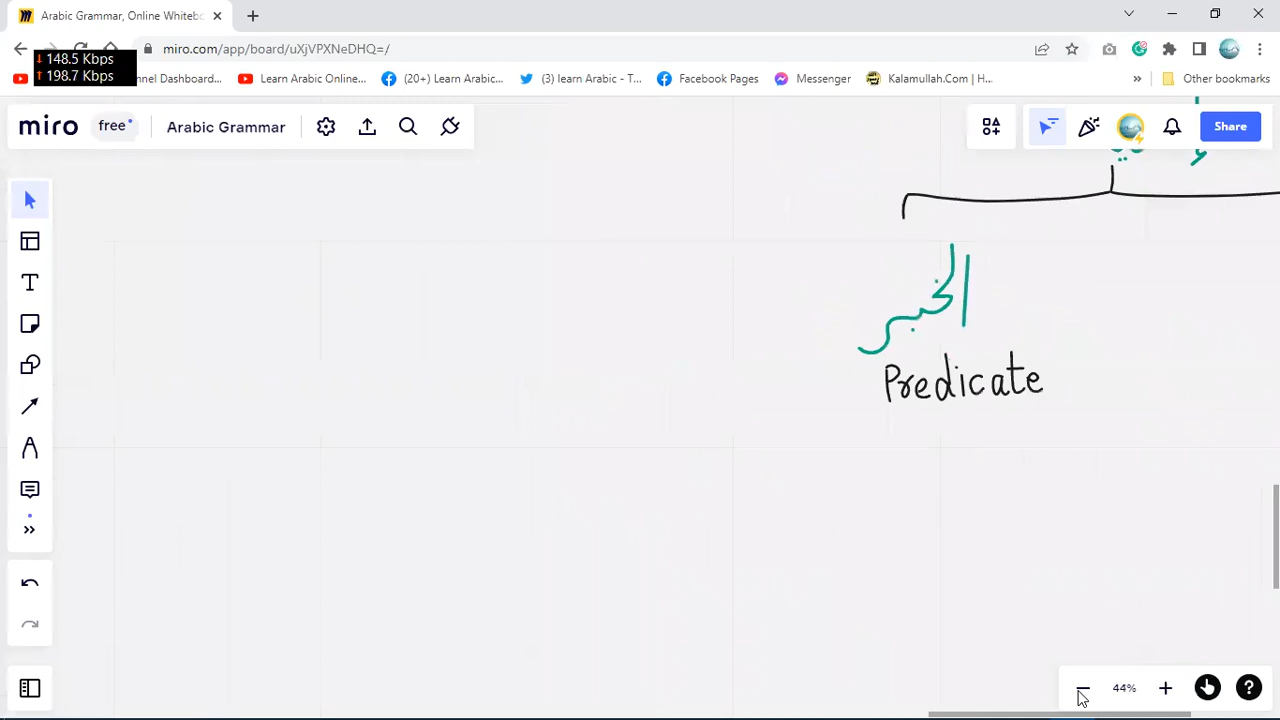 Arabic Grammar, Online Whitebo
miro.com/app/board/uXjVPXNeDHQ=/
148.5 Kbps
198.7 Kbps
nnel Dashboard...
Learn Arabic Online...
(20+) Learn Arabic...
(3) learn Arabic - T...
Facebook Pages
Messenger
Kalamullah.Com | H...
Other bookmarks
miro
free
Arabic Grammar
Share
الخبر
Predicate
44%